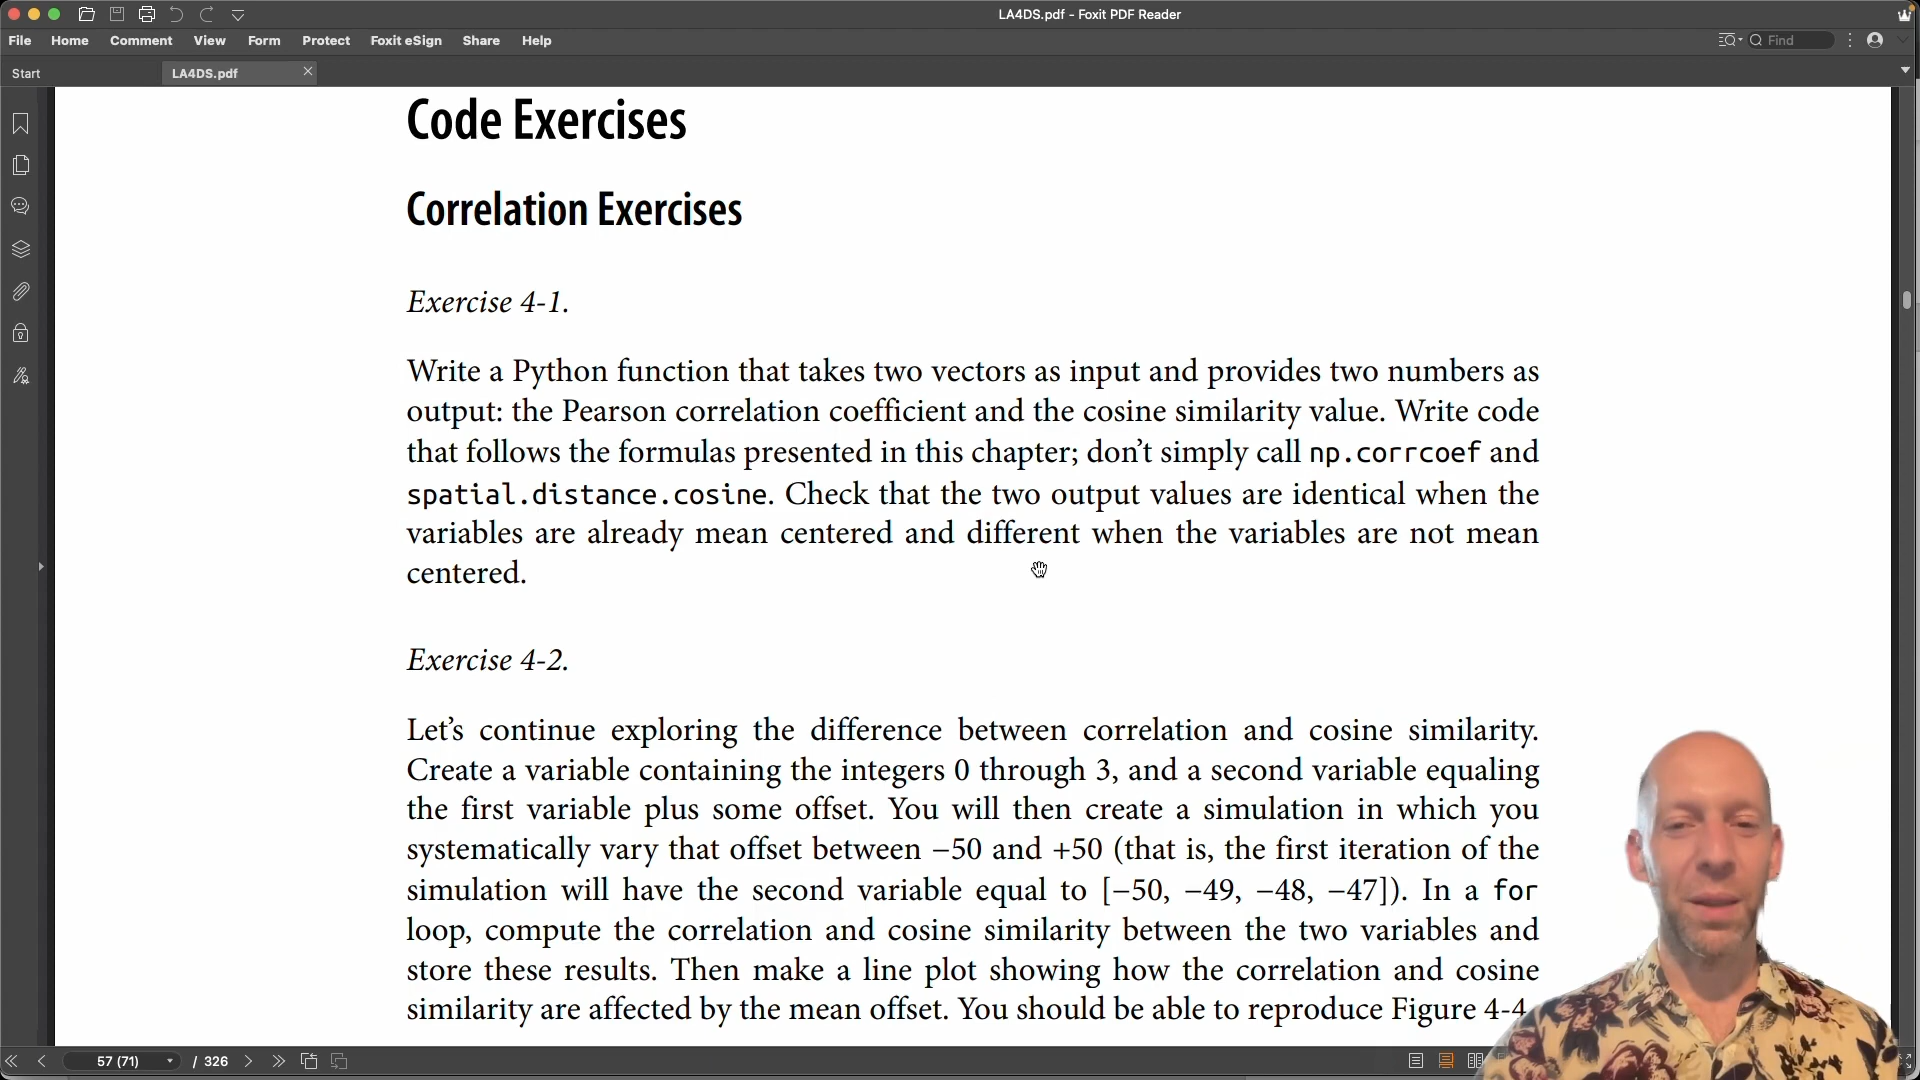 LA4DS.pdf - Foxit PDF Reader
File Home Comment View Form Protect Foxit eSign Share Help
Find
Start LA4DS.pdf
Code Exercises
Correlation Exercises
Exercise 4-1.
Write a Python function that takes two vectors as input and provides two numbers as
output: the Pearson correlation coefficient and the cosine similarity value. Write code
that follows the formulas presented in this chapter; don't simply call np.corrcoef and
spatial.distance.cosine. Check that the two output values are identical when the
variables are already mean centered and different when the variables are not mean
centered.
Exercise 4-2.
Let's continue exploring the difference between correlation and cosine similarity.
Create a variable containing the integers 0 through 3, and a second variable equaling
the first variable plus some offset. You will then create a simulation in which you
systematically vary that offset between −50 and +50 (that is, the first iteration of the
simulation will have the second variable equal to [−50, −49, −48, −47]). In a for
loop, compute the correlation and cosine similarity between the two variables and
store these results. Then make a line plot showing how the correlation and cosine
similarity are affected by the mean offset. You should be able to reproduce Figure 4-4
57 (71) / 326